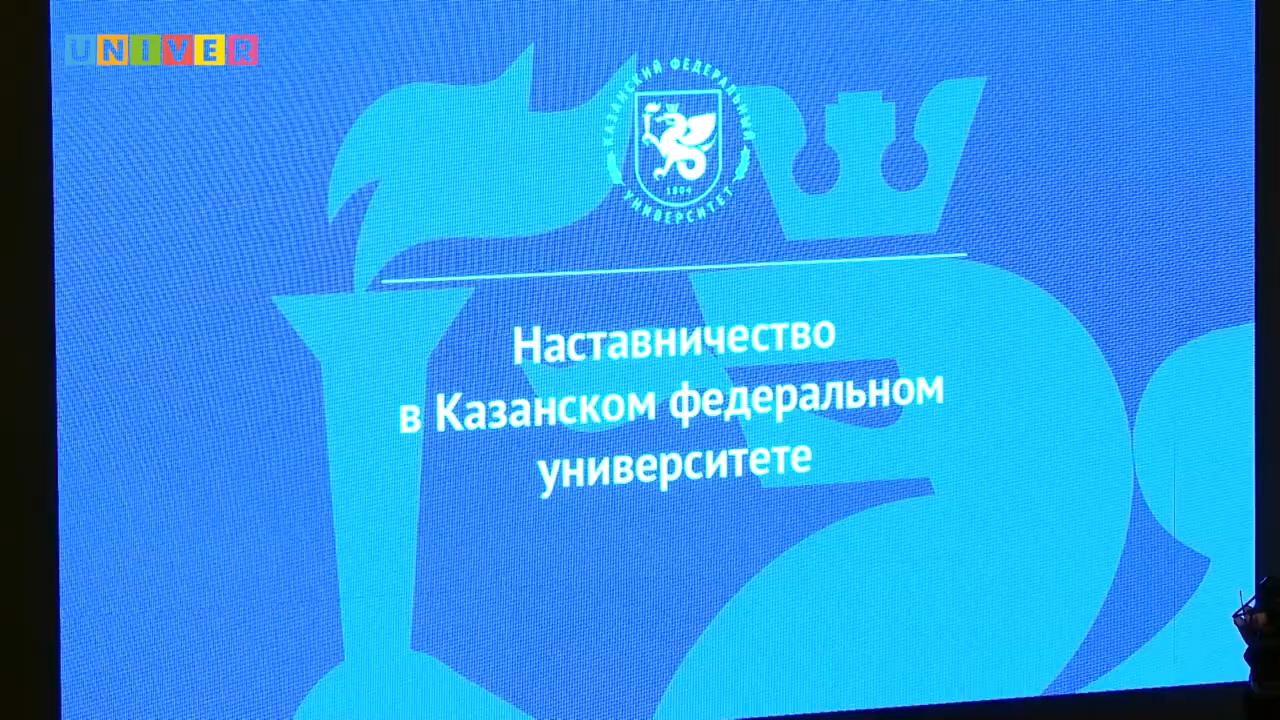 UNIVER
КАЗАНСКИЙ ФЕДЕРАЛЬНЫЙ
1804
УНИВЕРСИТЕТ
Наставничество
в Казанском федеральном
университете